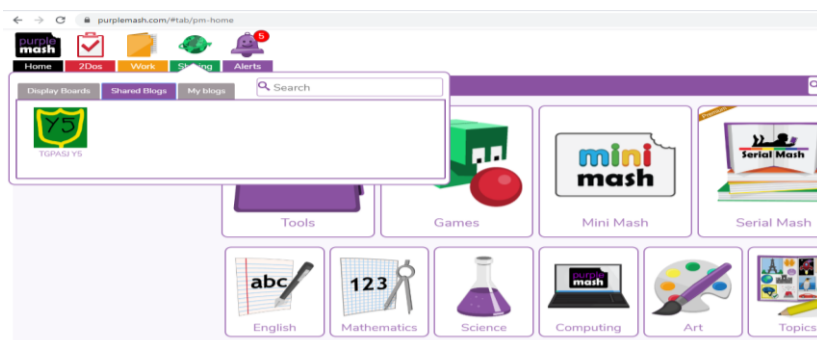 purplemash.com/#tab/pm-home
purple
mash
5
Home
2Dos
Work
Alerts
Display Boards
Shared Blogs
My blogs
Search
Y5
TGPASJ Y5
Tools
Games
mini
mash
Mini Mash
Serial Mash
Serial Mash
abc
English
123
Mathematics
Science
purple
mash
Computing
Art
Topics